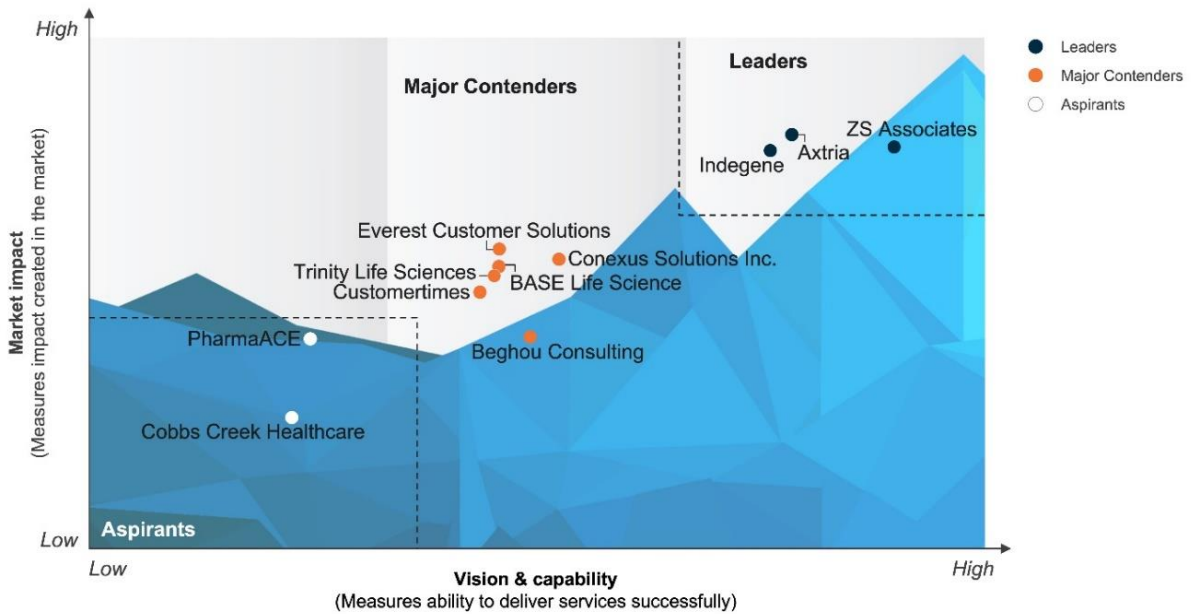 High
Major Contenders
Leaders
Leaders
Major Contenders
Aspirants
ZS Associates
Axtria
Indegene
Everest Customer Solutions
Trinity Life Sciences
BASE Life Science
Customertimes
Conexus Solutions Inc.
PharmaACE
Beghou Consulting
Cobbs Creek Healthcare
Aspirants
Market impact
(Measures impact created in the market)
Low
Low
High
Vision & capability
(Measures ability to deliver services successfully)